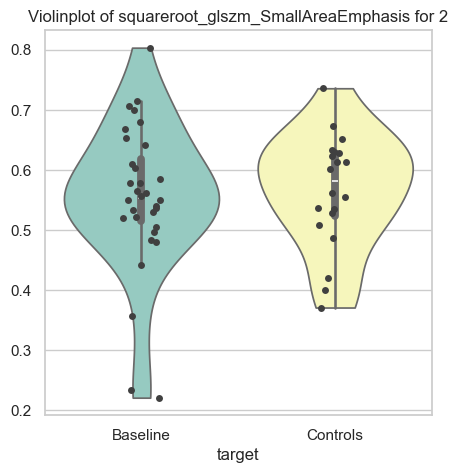 Violinplot of squareroot_glszm_SmallAreaEmphasis for 2
0.8
0.7
0.6
0.5
0.4
0.3
0.2
Baseline Controls
target